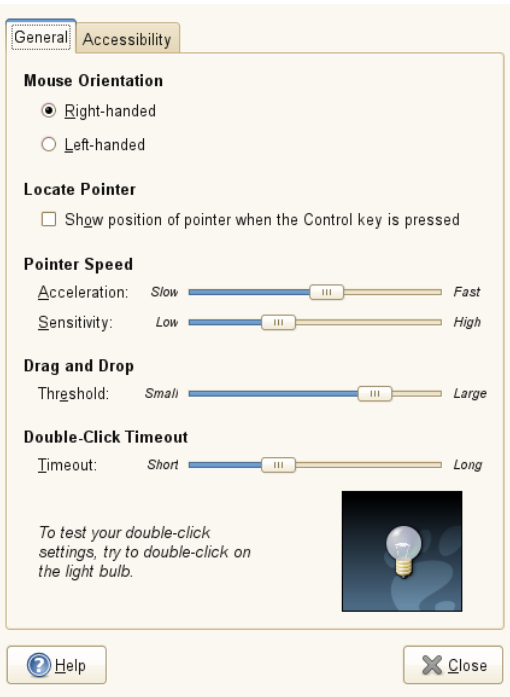 General Accessibility
Mouse Orientation
Right-handed
Left-handed
Locate Pointer
Show position of pointer when the Control key is pressed
Pointer Speed
Acceleration: Slow Fast
Sensitivity: Low High
Drag and Drop
Threshold: Small Large
Double-Click Timeout
Timeout: Short Long
To test your double-click
settings, try to double-click on
the light bulb.
Help Close